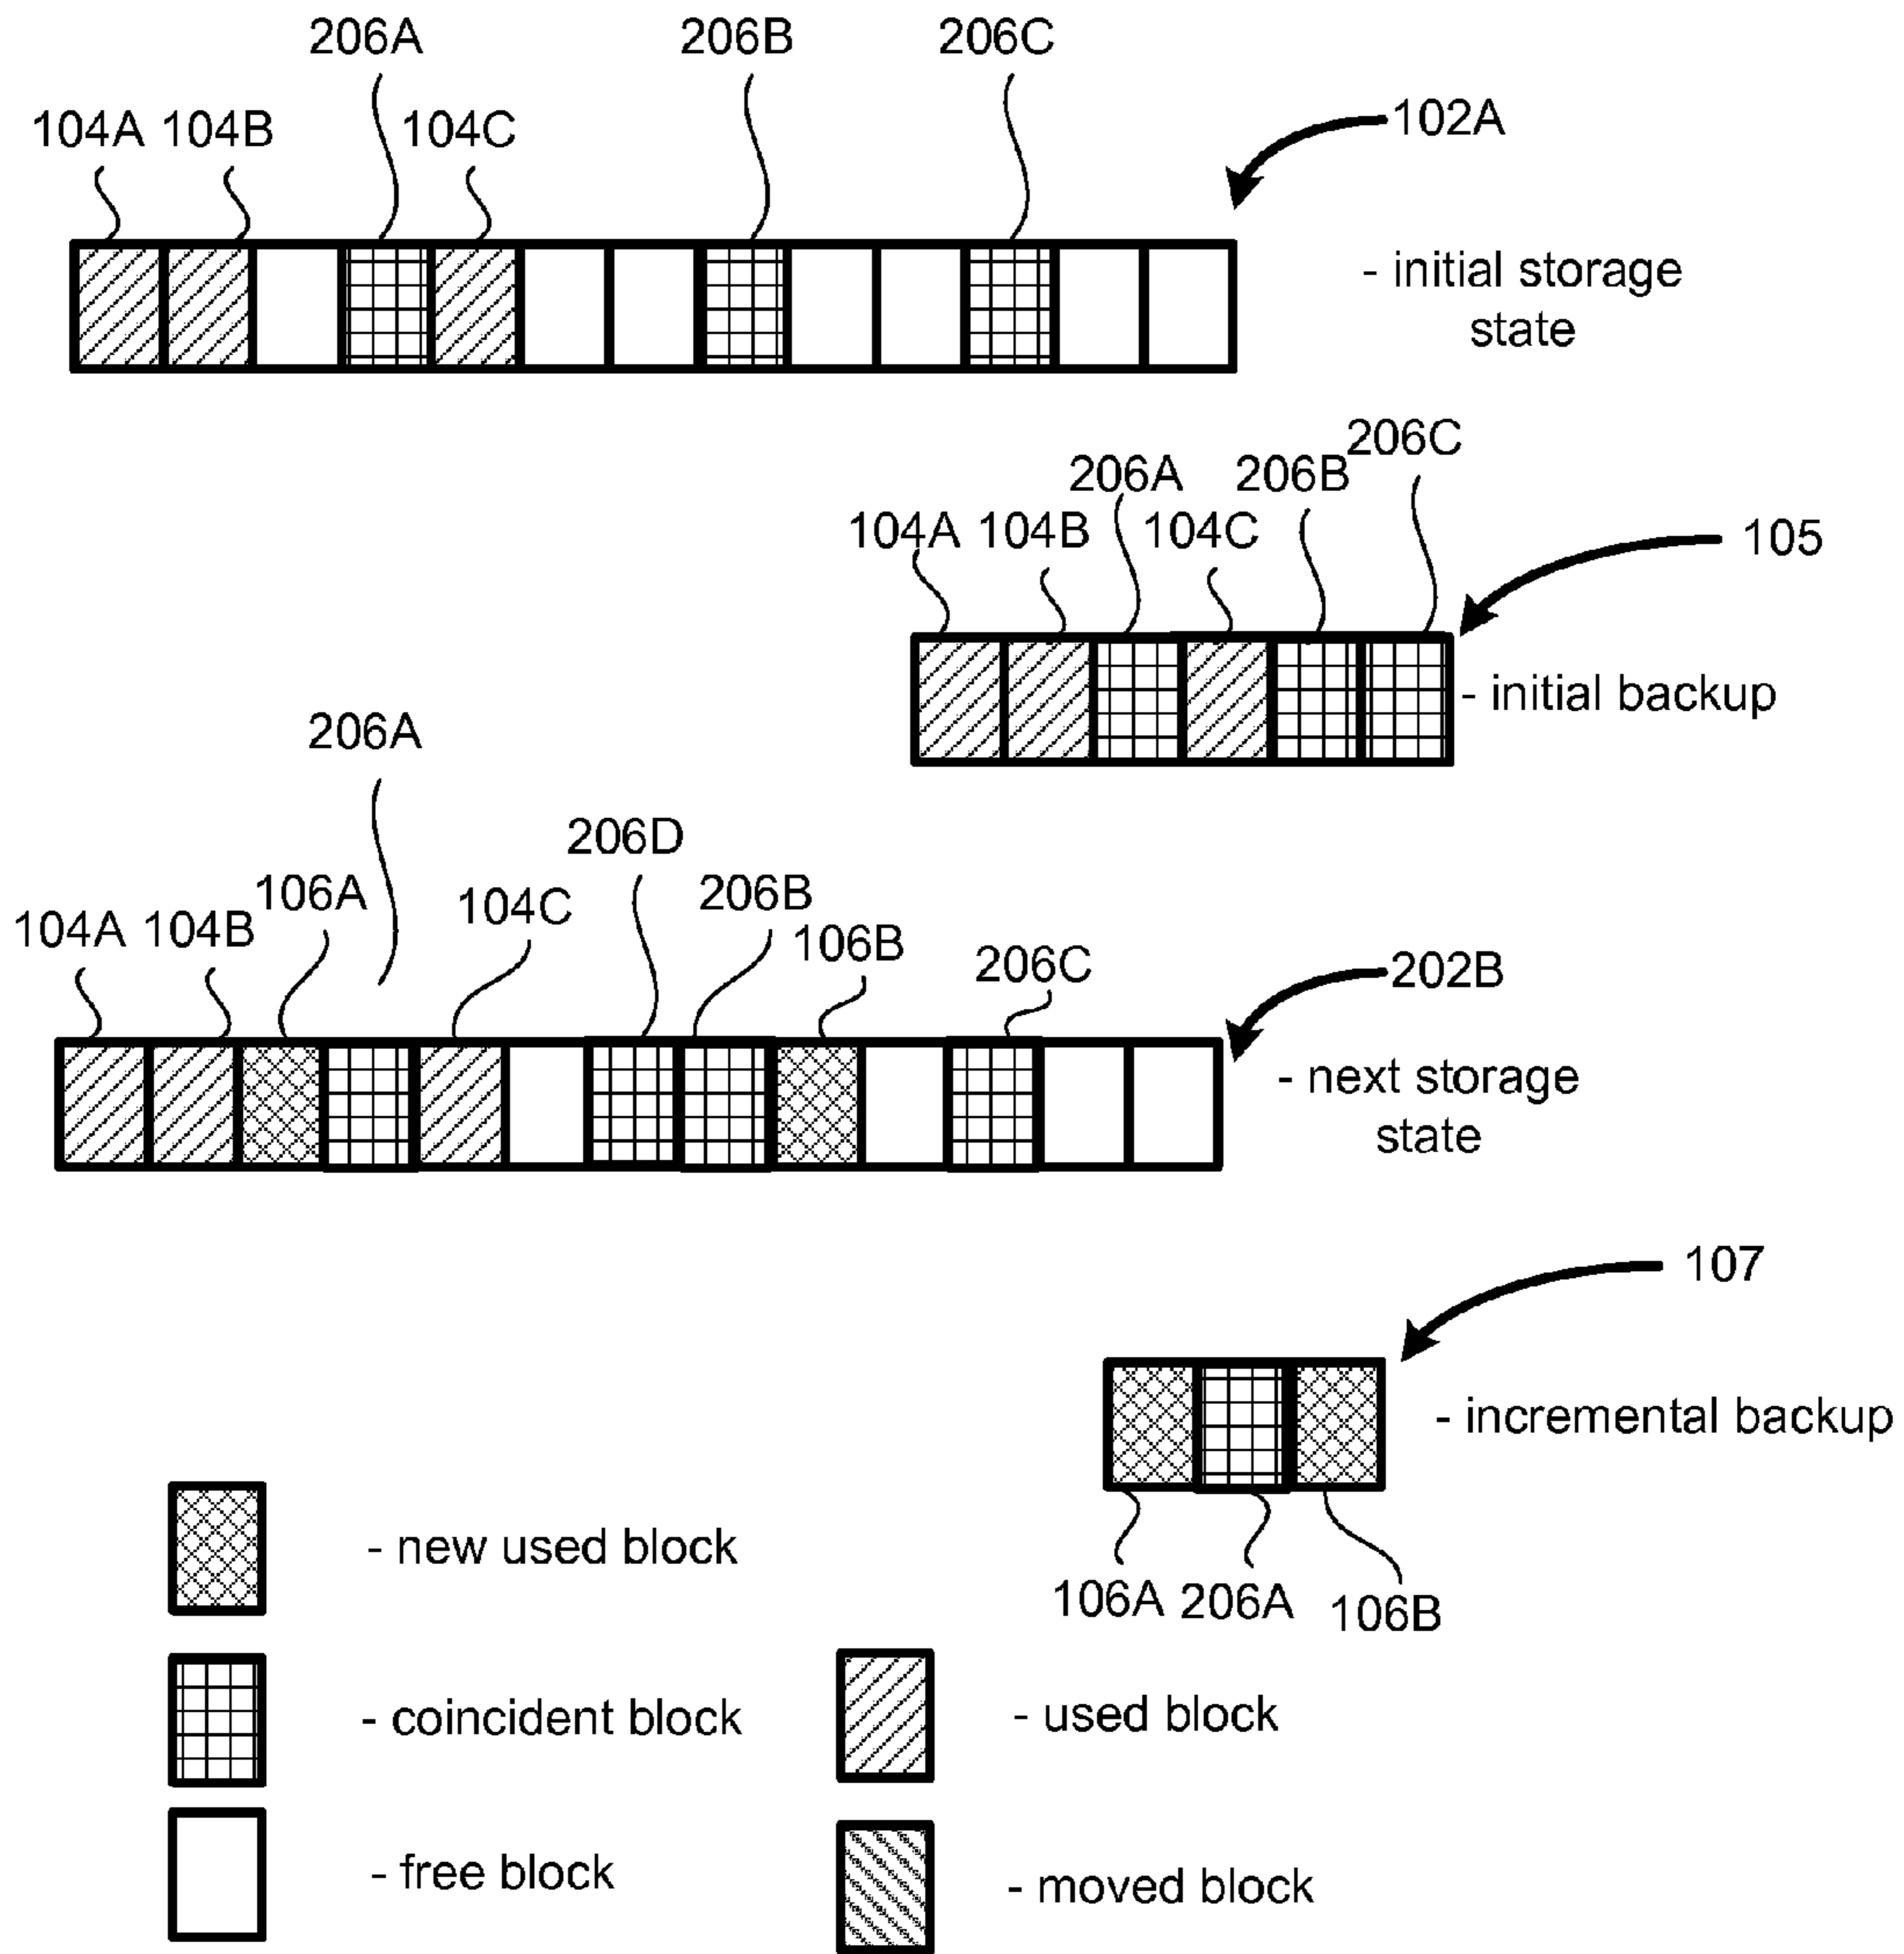 206A 206B 206C
104A 104B 104C 102A
- initial storage
state
206C
206A 206B
104A 104B 104C 105
- initial backup
206A
206D
106A 104C 206B
104A 104B 106B 206C 202B
- next storage
state
107
- incremental backup
- new used block
106A 206A 106B
- coincident block - used block
- free block - moved block